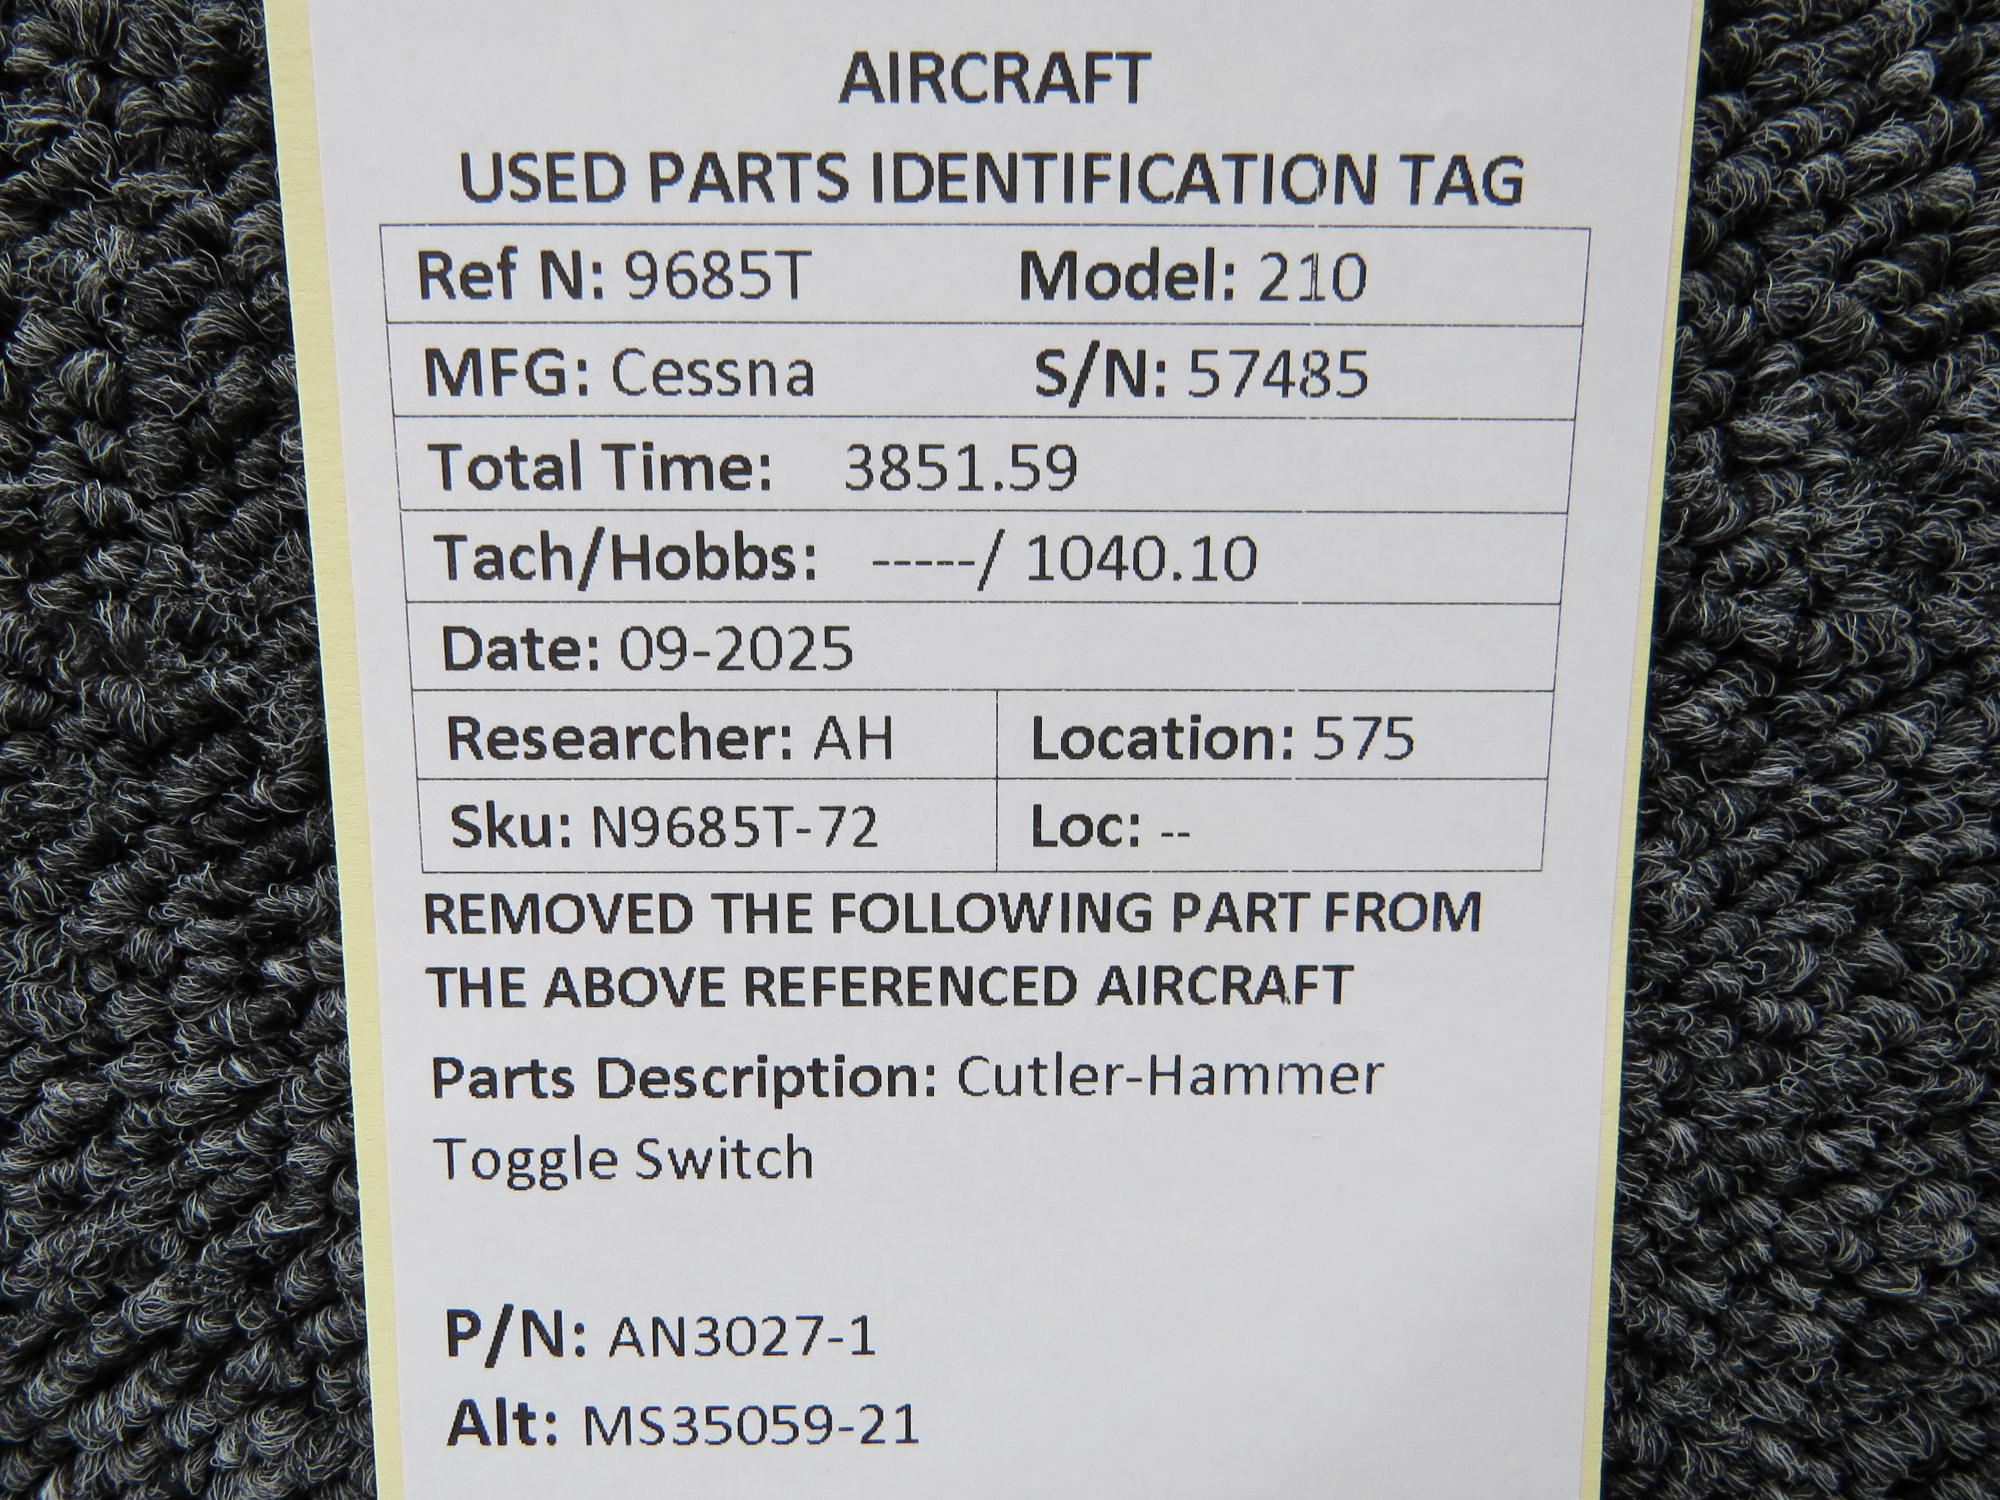 AIRCRAFT
USED PARTS IDENTIFICATION TAG
Ref N: 9685T Model: 210
MFG: Cessna S/N: 57485
Total Time: 3851.59
Tach/Hobbs: -----/ 1040.10
Date: 09-2025
Researcher: AH Location: 575
Sku: N9685T-72 Loc: --
REMOVED THE FOLLOWING PART FROM
THE ABOVE REFERENCED AIRCRAFT
Parts Description: Cutler-Hammer
Toggle Switch
P/N: AN3027-1
Alt: MS35059-21